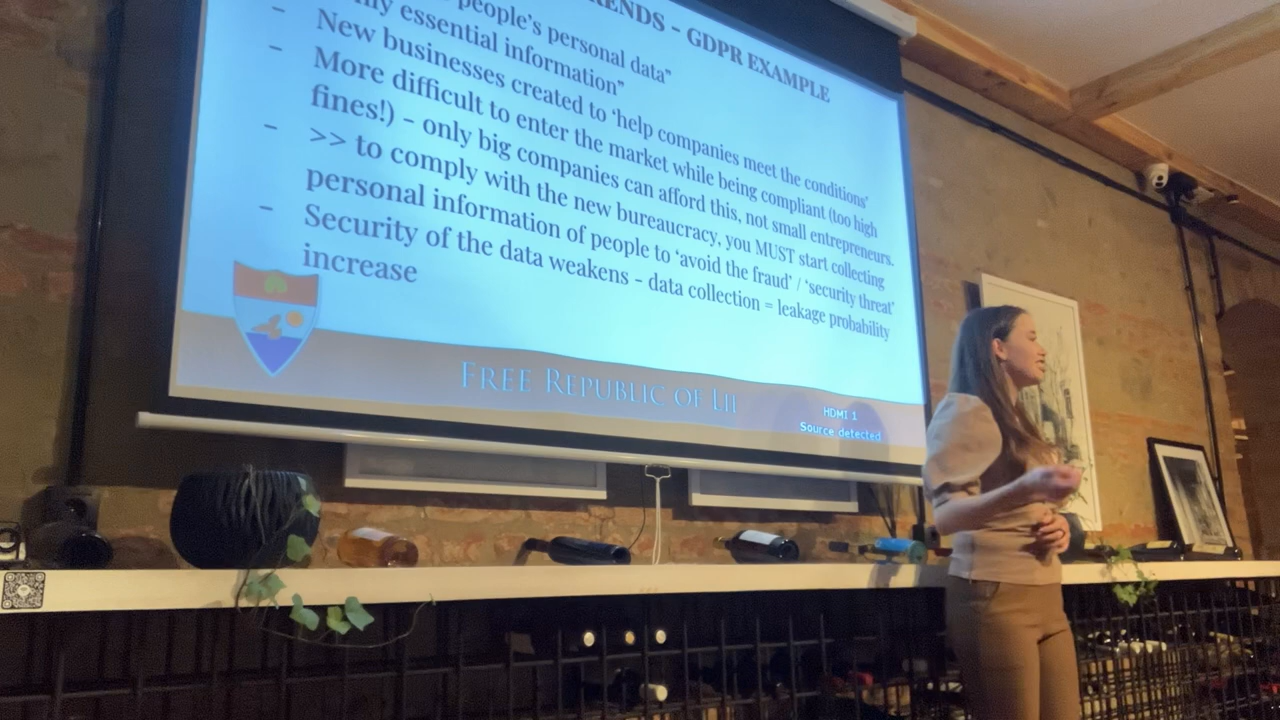 RENDS – GDPR EXAMPLE
people's personal data"
essential information"
- New businesses created to 'help companies meet the conditions'
- More difficult to enter the market while being compliant (too high
fines!) – only big companies can afford this, not small entrepreneurs.
- >> to comply with the new bureaucracy, you MUST start collecting
personal information of people to 'avoid the fraud' / 'security threat'
- Security of the data weakens – data collection = leakage probability
increase
FREE REPUBLIC OF LI
HDMI 1
Source detected